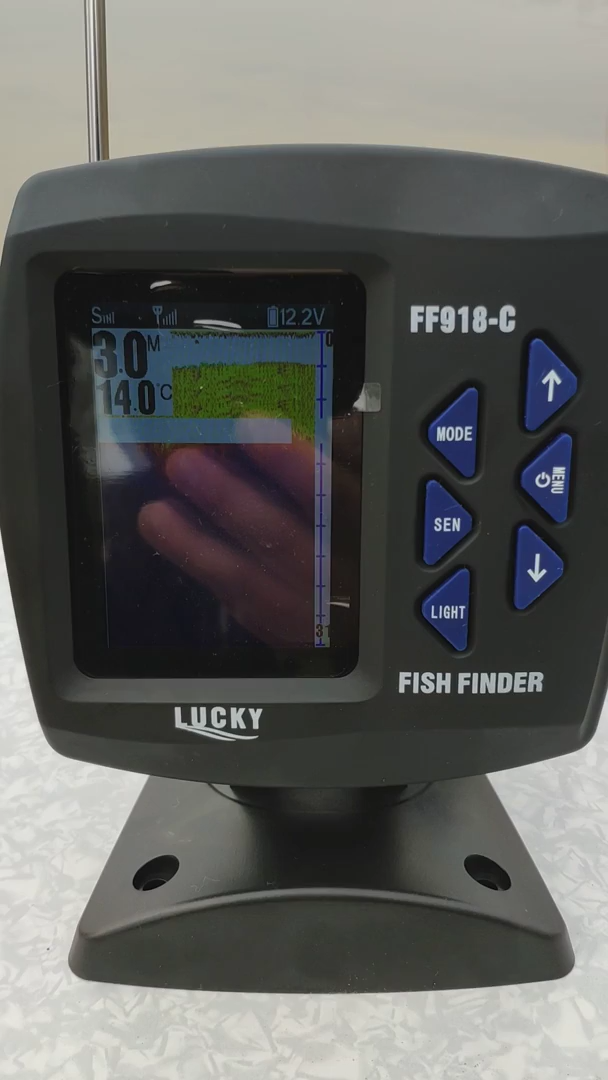 S 12.2V
3.0M
14.0°C
0
FF918-C
MODE
MENU
SEN
LIGHT
FISH FINDER
LUCKY